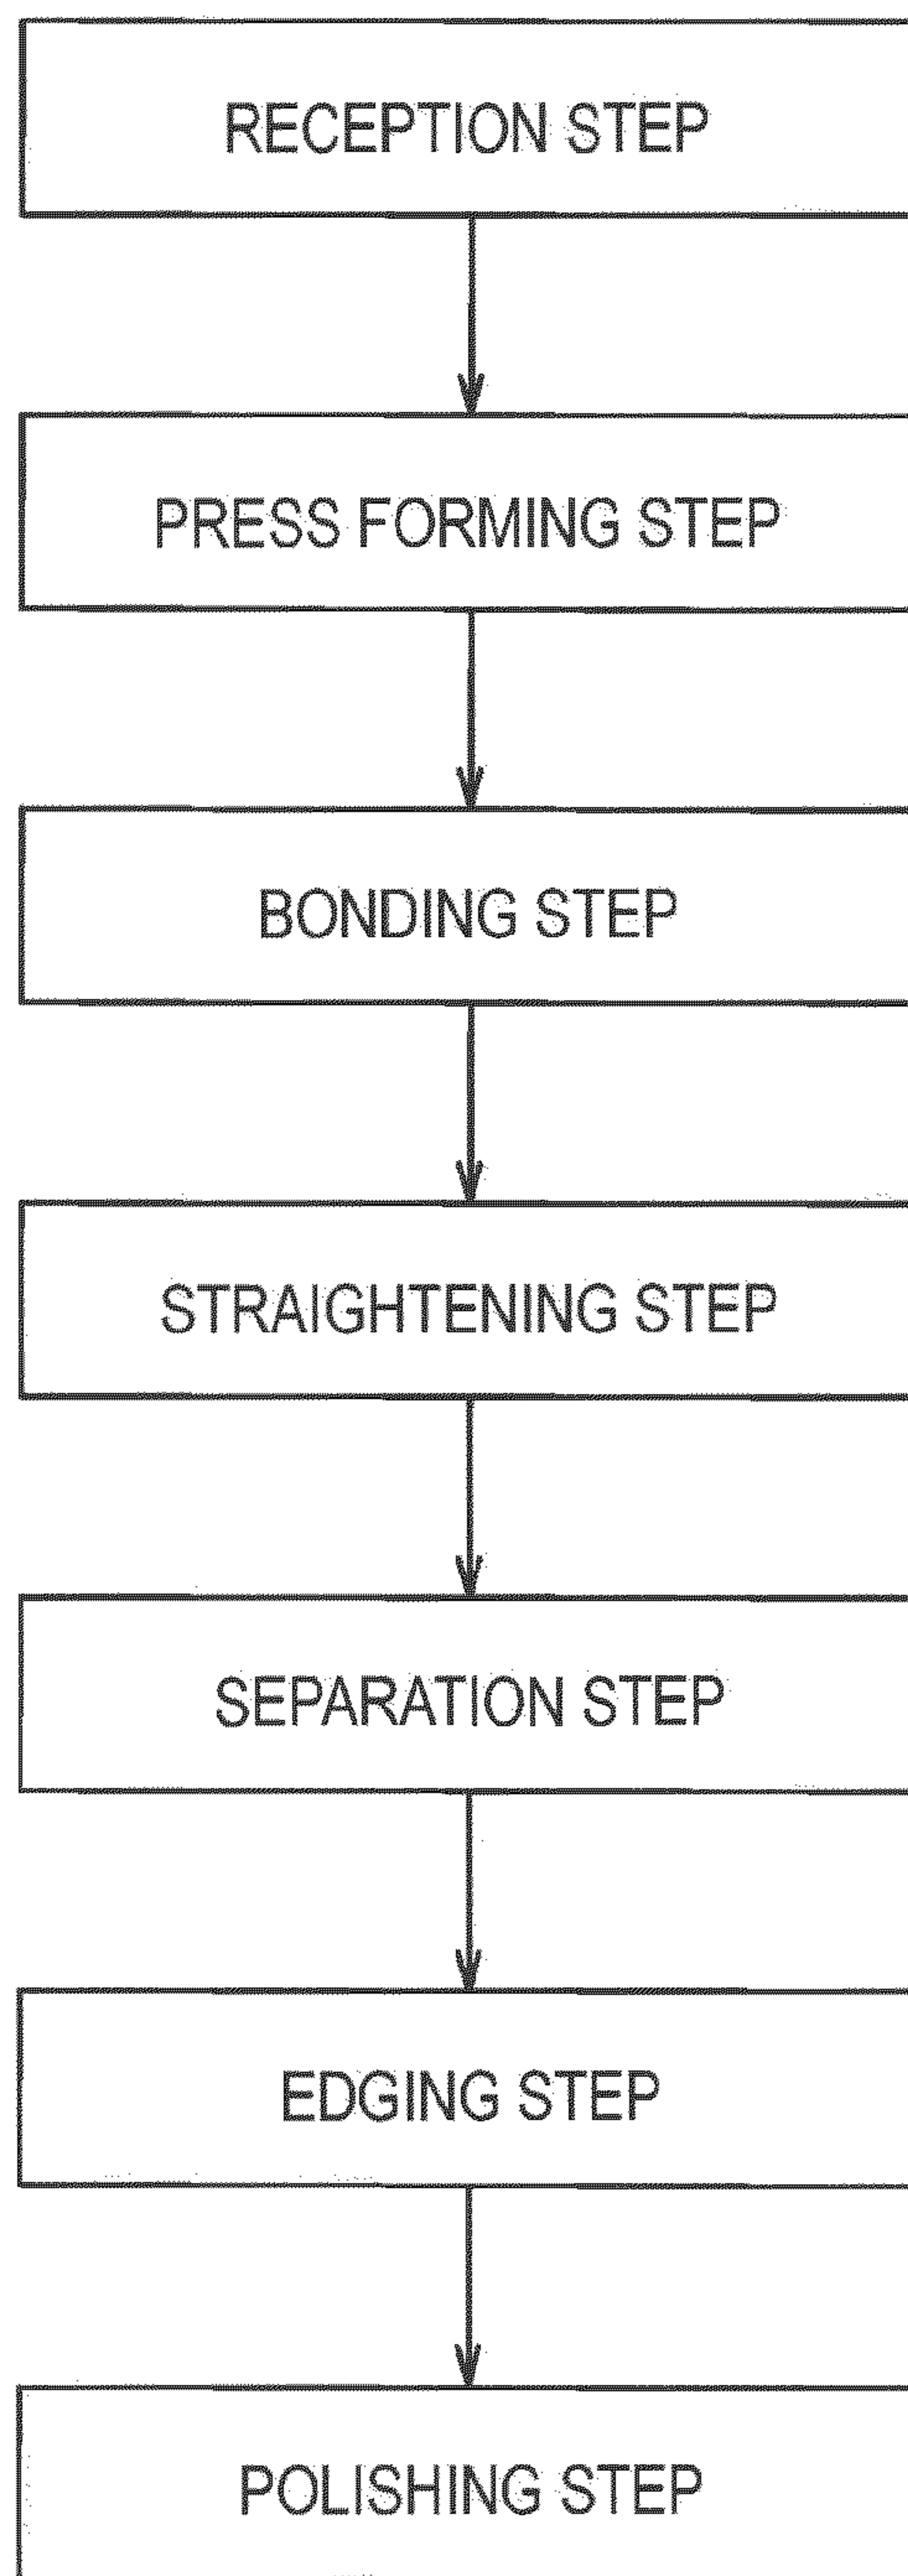 RECEPTION STEP
PRESS FORMING STEP
BONDING STEP
STRAIGHTENING STEP
SEPARATION STEP
EDGING STEP
POLISHING STEP